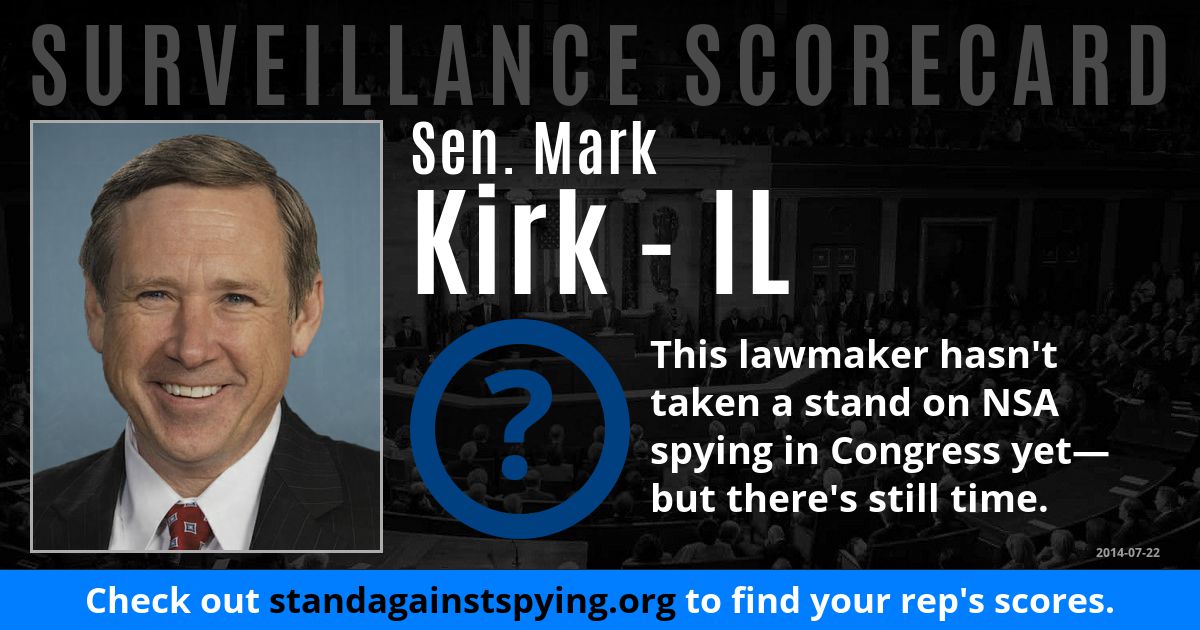 SURVEILLANCE SCORECARD
Sen. Mark
Kirk - IL
?
This lawmaker hasn't
taken a stand on NSA
spying in Congress yet—
but there's still time.
2014-07-22
Check out standagainstspying.org to find your rep's scores.